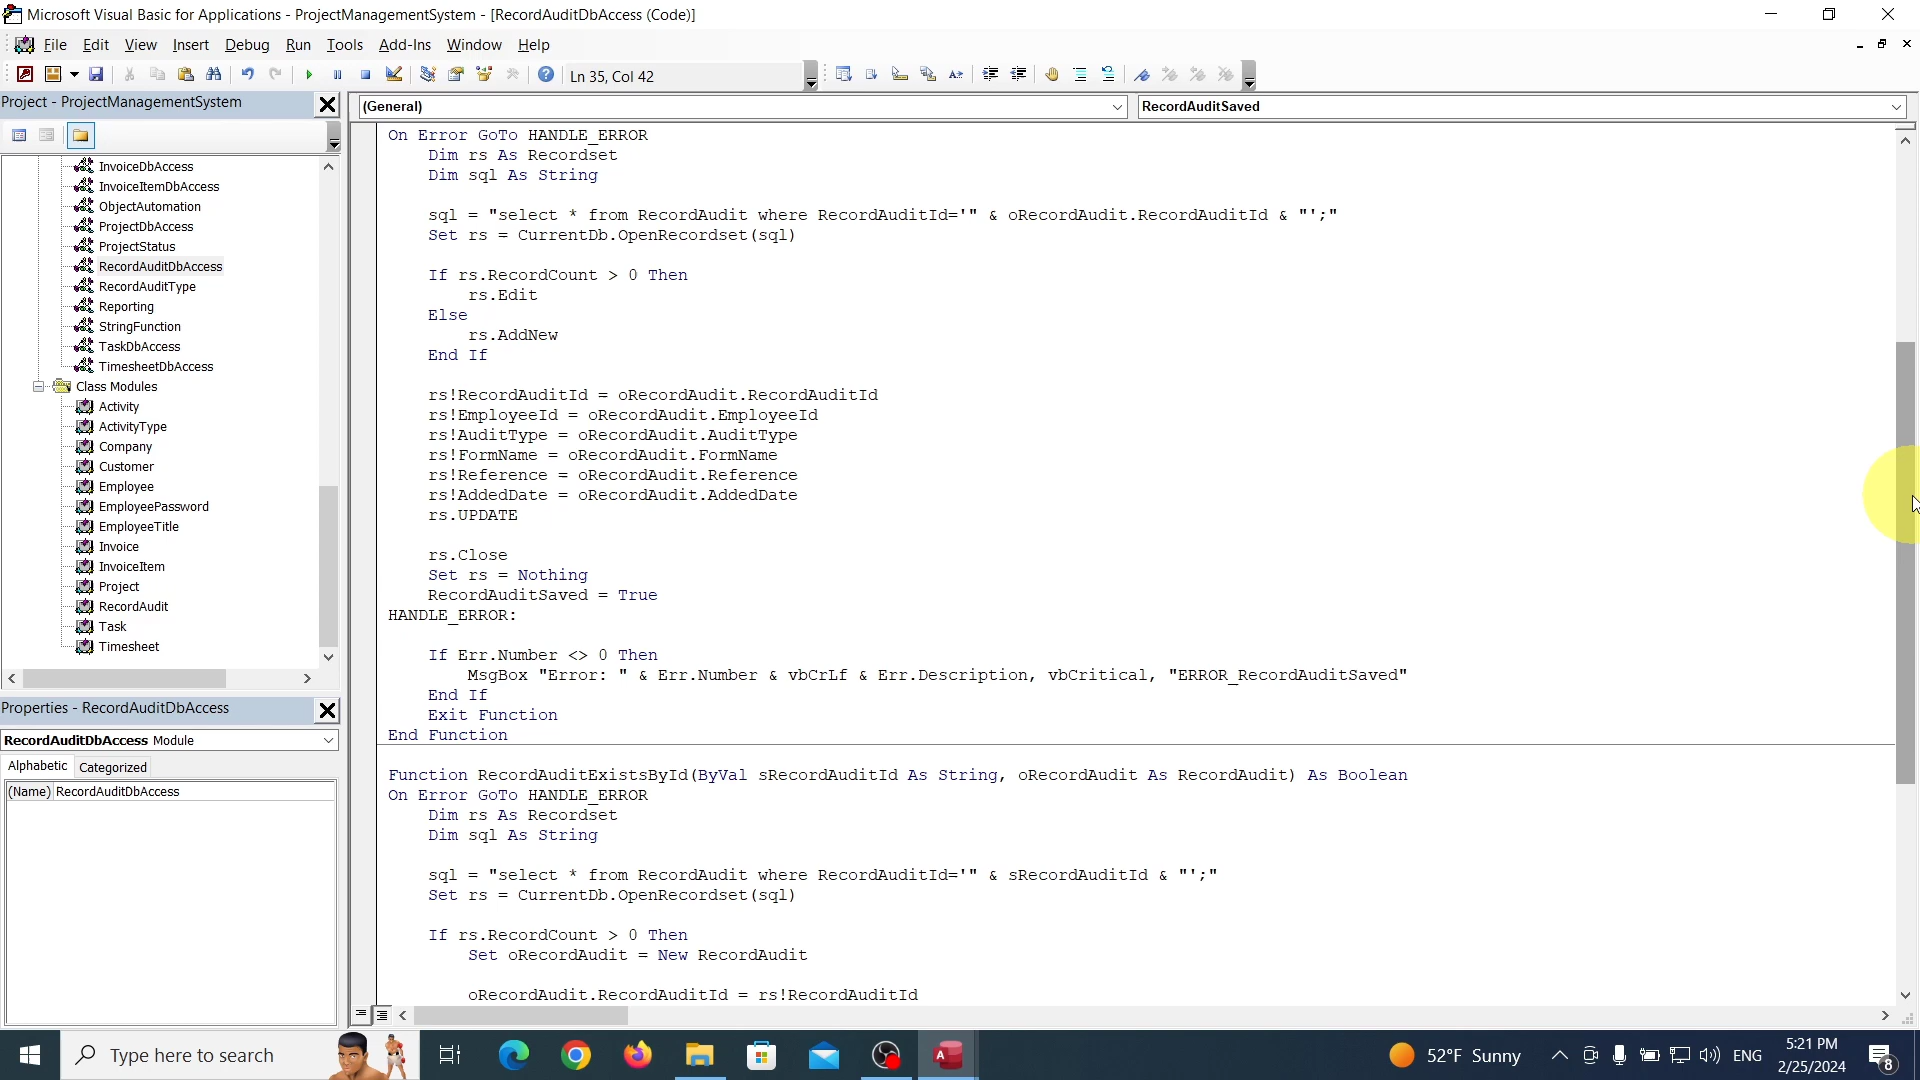 Microsoft Visual Basic for Applications - ProjectManagementSystem - [RecordAuditDbAccess (Code)]
File Edit View Insert Debug Run Tools Add-Ins Window Help
Ln 35, Col 42
Project - ProjectManagementSystem
InvoiceDbAccess
InvoiceItemDbAccess
ObjectAutomation
ProjectDbAccess
ProjectStatus
RecordAuditDbAccess
RecordAuditType
Reporting
StringFunction
TaskDbAccess
TimesheetDbAccess
Class Modules
Activity
ActivityType
Company
Customer
Employee
EmployeePassword
EmployeeTitle
Invoice
InvoiceItem
Project
RecordAudit
Task
Timesheet
Properties - RecordAuditDbAccess
RecordAuditDbAccess Module
Alphabetic Categorized
(Name) RecordAuditDbAccess
(General) RecordAuditSaved
On Error GoTo HANDLE_ERROR
Dim rs As Recordset
Dim sql As String
sql = "select * from RecordAudit where RecordAuditId='" & oRecordAudit.RecordAuditId & "';"
Set rs = CurrentDb.OpenRecordset(sql)
If rs.RecordCount > 0 Then
rs.Edit
Else
rs.AddNew
End If
rs!RecordAuditId = oRecordAudit.RecordAuditId
rs!EmployeeId = oRecordAudit.EmployeeId
rs!AuditType = oRecordAudit.AuditType
rs!FormName = oRecordAudit.FormName
rs!Reference = oRecordAudit.Reference
rs!AddedDate = oRecordAudit.AddedDate
rs.UPDATE
rs.Close
Set rs = Nothing
RecordAuditSaved = True
HANDLE_ERROR:
If Err.Number <> 0 Then
MsgBox "Error: " & Err.Number & vbCrLf & Err.Description, vbCritical, "ERROR_RecordAuditSaved"
End If
Exit Function
End Function
Function RecordAuditExistsById(ByVal sRecordAuditId As String, oRecordAudit As RecordAudit) As Boolean
On Error GoTo HANDLE_ERROR
Dim rs As Recordset
Dim sql As String
sql = "select * from RecordAudit where RecordAuditId='" & sRecordAuditId & "';"
Set rs = CurrentDb.OpenRecordset(sql)
If rs.RecordCount > 0 Then
Set oRecordAudit = New RecordAudit
oRecordAudit.RecordAuditId = rs!RecordAuditId
Type here to search
52°F Sunny
ENG
5:21 PM
2/25/2024
8